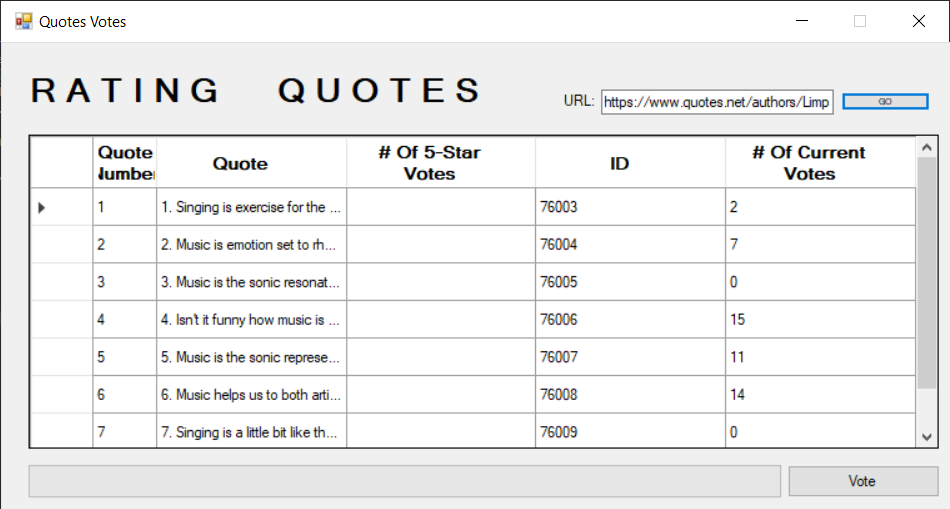 Quotes Votes
RATING QUOTES
URL: https://www.quotes.net/authors/Limp GO
Quote Number Quote # Of 5-Star Votes ID # Of Current Votes
1 1. Singing is exercise for the ... 76003 2
2 2. Music is emotion set to rh... 76004 7
3 3. Music is the sonic resonat... 76005 0
4 4. Isn't it funny how music is ... 76006 15
5 5. Music is the sonic represe... 76007 11
6 6. Music helps us to both arti... 76008 14
7 7. Singing is a little bit like th... 76009 0
Vote